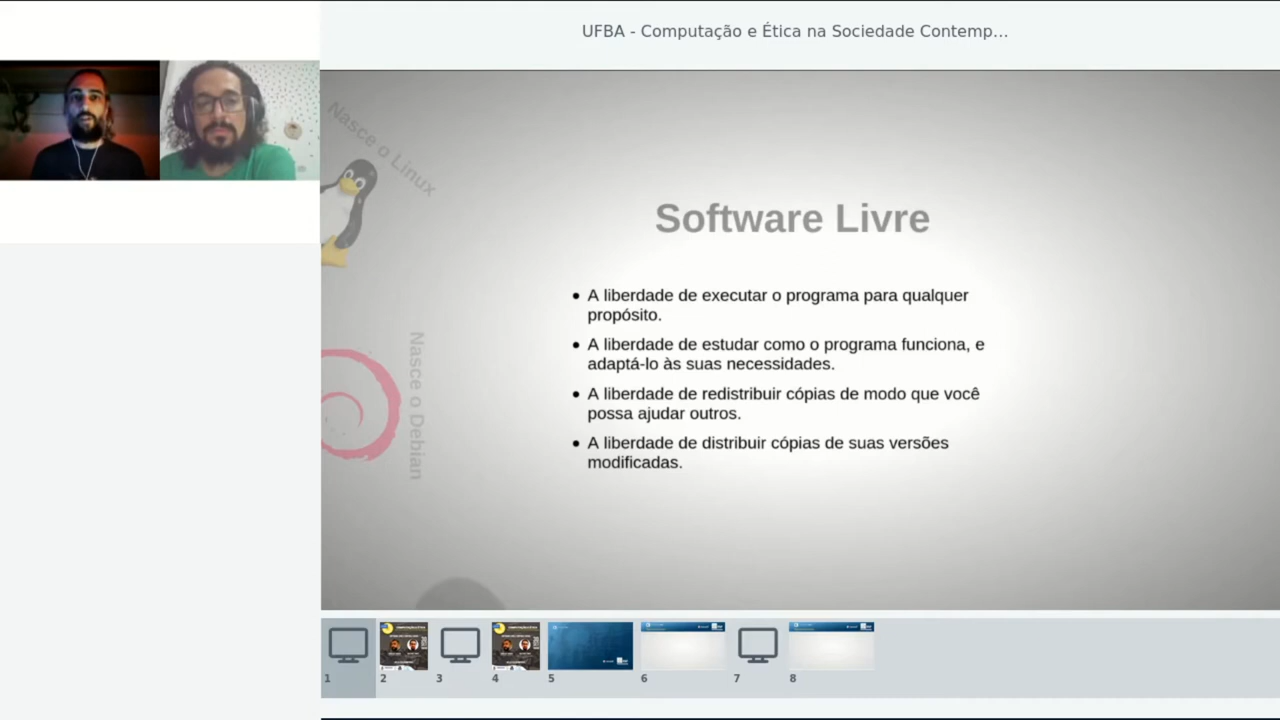 UFBA - Computação e Ética na Sociedade Contemp...
Nasce o Linux
Software Livre
• A liberdade de executar o programa para qualquer
propósito.
• A liberdade de estudar como o programa funciona, e
adaptá-lo às suas necessidades.
• A liberdade de redistribuir cópias de modo que você
possa ajudar outros.
• A liberdade de distribuir cópias de suas versões
modificadas.
Nasce o Debian
1 2 3 4 5 6 7 8